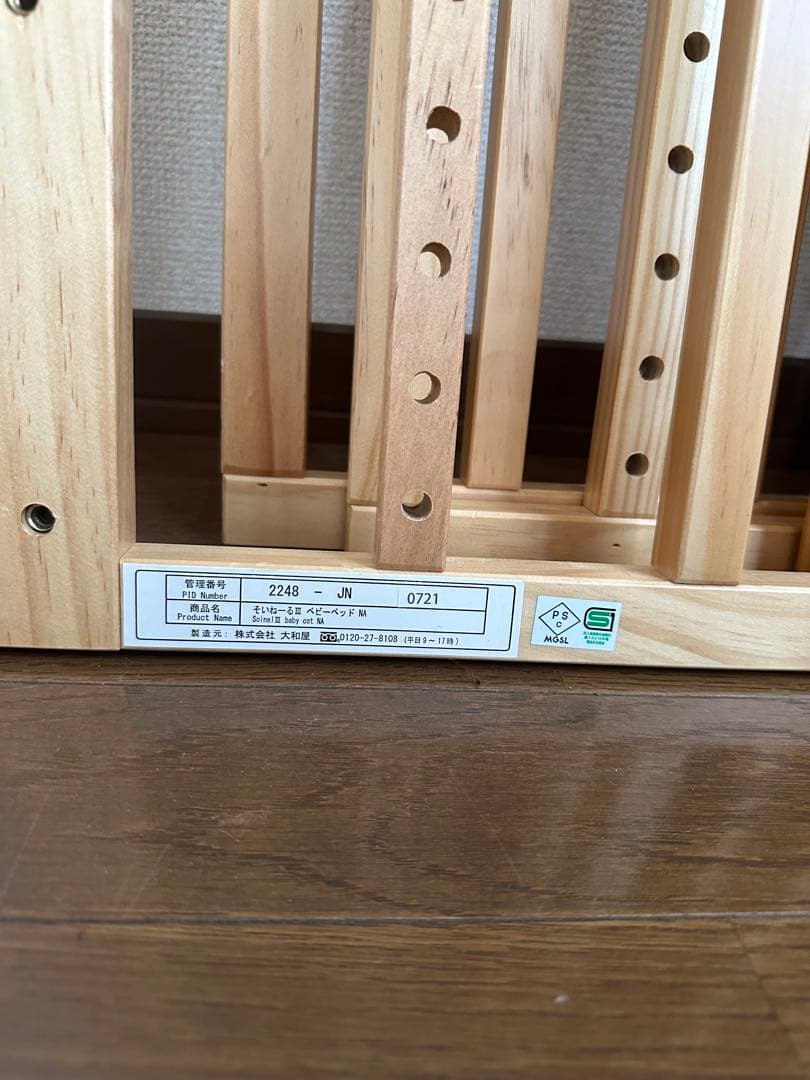 管理番号
PID Number
2248 - JN
0721
商品名
Product Name
そいねーるⅢ ベビーベッド NA
SoinelⅢ baby cot NA
製造元: 株式会社 大和屋 0120-27-8108 (平日9~17時)
PS
C
MGSL